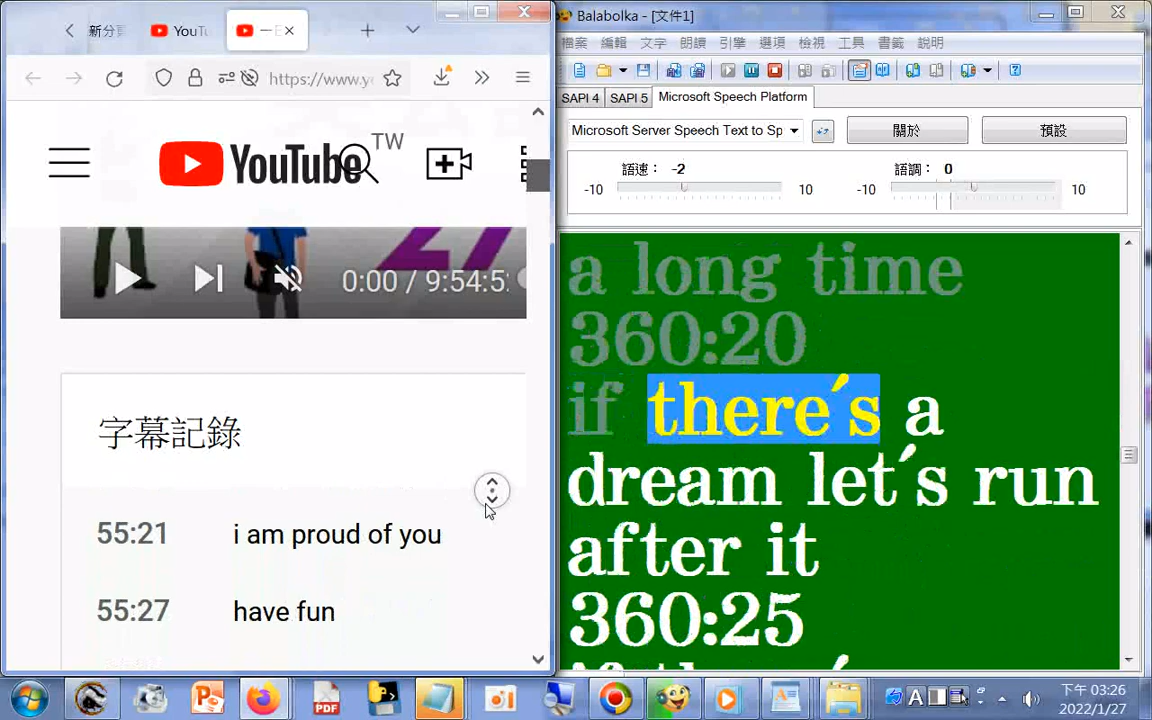 新分
YouTu
一 E
https://www.y
YouTube
TW
27
0:00 / 9:54:5
字幕記錄
55:21 i am proud of you
55:27 have fun
Balabolka - [文件1]
檔案 編輯 文字 朗讀 引擎 選項 檢視 工具 書籤 說明
SAPI 4 SAPI 5 Microsoft Speech Platform
Microsoft Server Speech Text to Sp 關於 預設
語速： -2 語調： 0
-10 10 -10 10
a long time
360:20
if there´s a
dream let´s run
after it
360:25
PDF
A
下午 03:26
2022/1/27